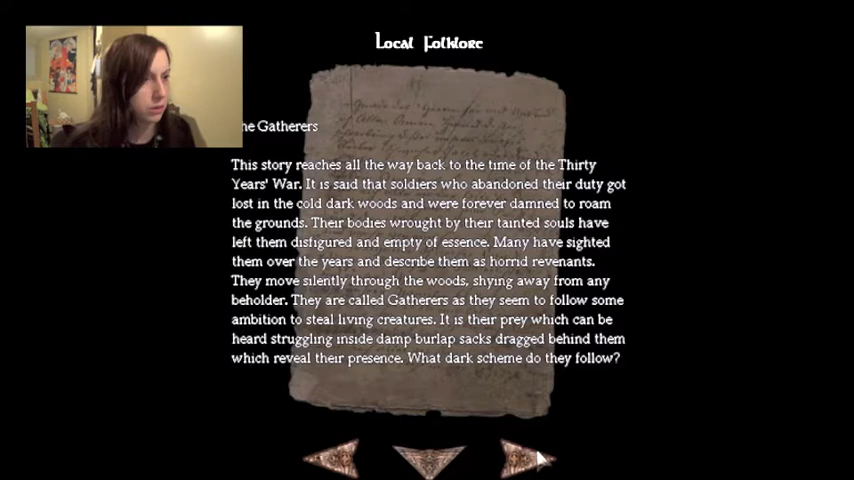 Local Folklore
he Gatherers
This story reaches all the way back to the time of the Thirty
Years' War. It is said that soldiers who abandoned their duty got
lost in the cold dark woods and were forever damned to roam
the grounds. Their bodies wrought by their tainted souls have
left them disfigured and empty of essence. Many have sighted
them over the years and describe them as horrid revenants.
They move silently through the woods, shying away from any
beholder. They are called Gatherers as they seem to follow some
ambition to steal living creatures. It is their prey which can be
heard struggling inside damp burlap sacks dragged behind them
which reveal their presence. What dark scheme do they follow?